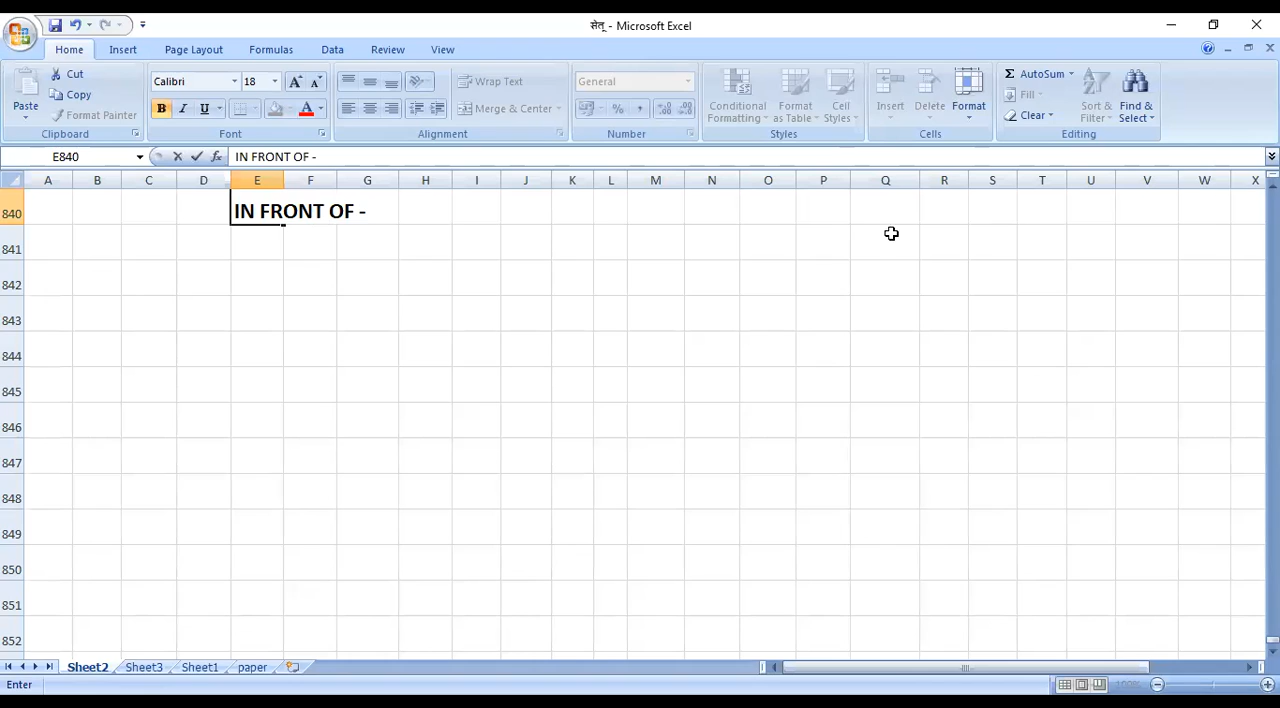 सेतू - Microsoft Excel
Home Insert Page Layout Formulas Data Review View
Cut Calibri 18 Wrap Text General Σ AutoSum
Paste Copy Conditional Formatting Format as Table Cell Styles Insert Delete Format Fill Sort & Filter Find & Select
Format Painter B I U A Merge & Center % , Clear
Clipboard Font Alignment Number Styles Cells Editing
E840 fx IN FRONT OF -
A B C D E F G H I J K L M N O P Q R S T U V W X
840 IN FRONT OF -
841
842
843
844
845
846
847
848
849
850
851
852
Sheet2 Sheet3 Sheet1 paper
Enter 100%